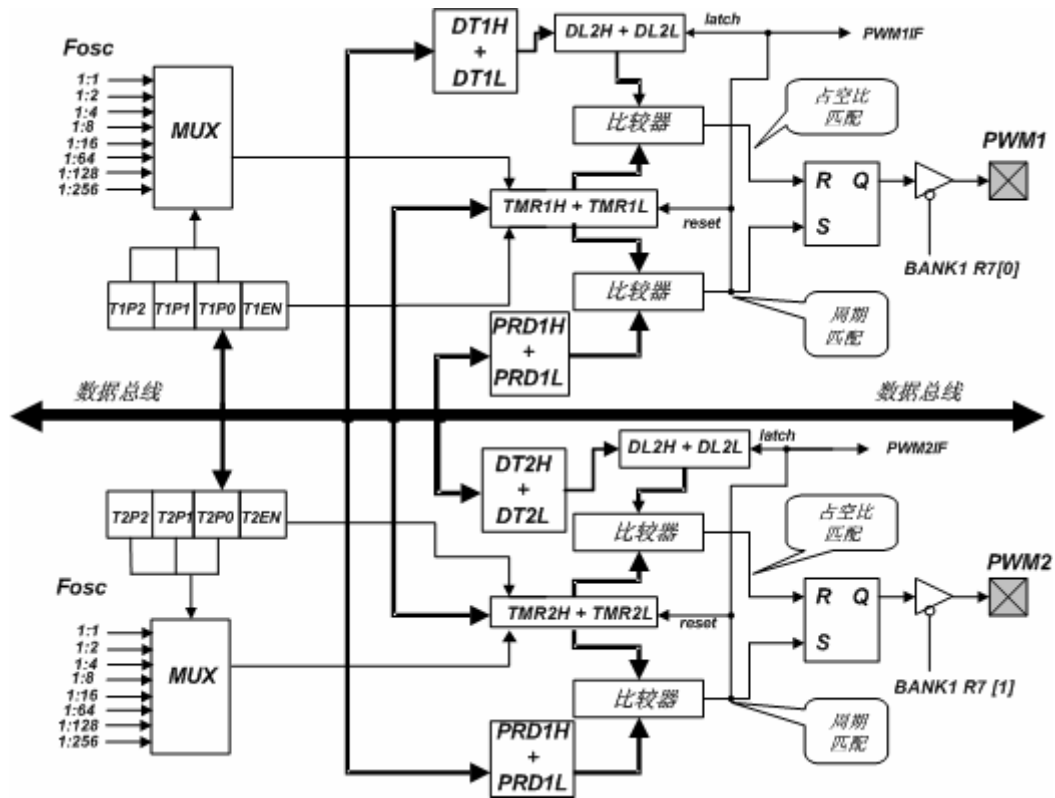 Fosc
1:1
1:2
1:4
1:8
1:16
1:64
1:128
1:256
MUX
T1P2 T1P1 T1P0 T1EN
DT1H
+
DT1L
DL2H + DL2L
latch
PWM1IF
比较器
占空比
匹配
TMR1H + TMR1L
reset
R Q
S
PWM1
BANK1 R7[0]
比较器
周期
匹配
PRD1H
+
PRD1L
数据总线
数据总线
DT2H
+
DT2L
DL2H + DL2L
latch
PWM2IF
T2P2 T2P1 T2P0 T2EN
比较器
占空比
匹配
Fosc
1:1
1:2
1:4
1:8
1:16
1:64
1:128
1:256
MUX
TMR2H + TMR2L
reset
R Q
S
PWM2
BANK1 R7 [1]
比较器
周期
匹配
PRD1H
+
PRD1L